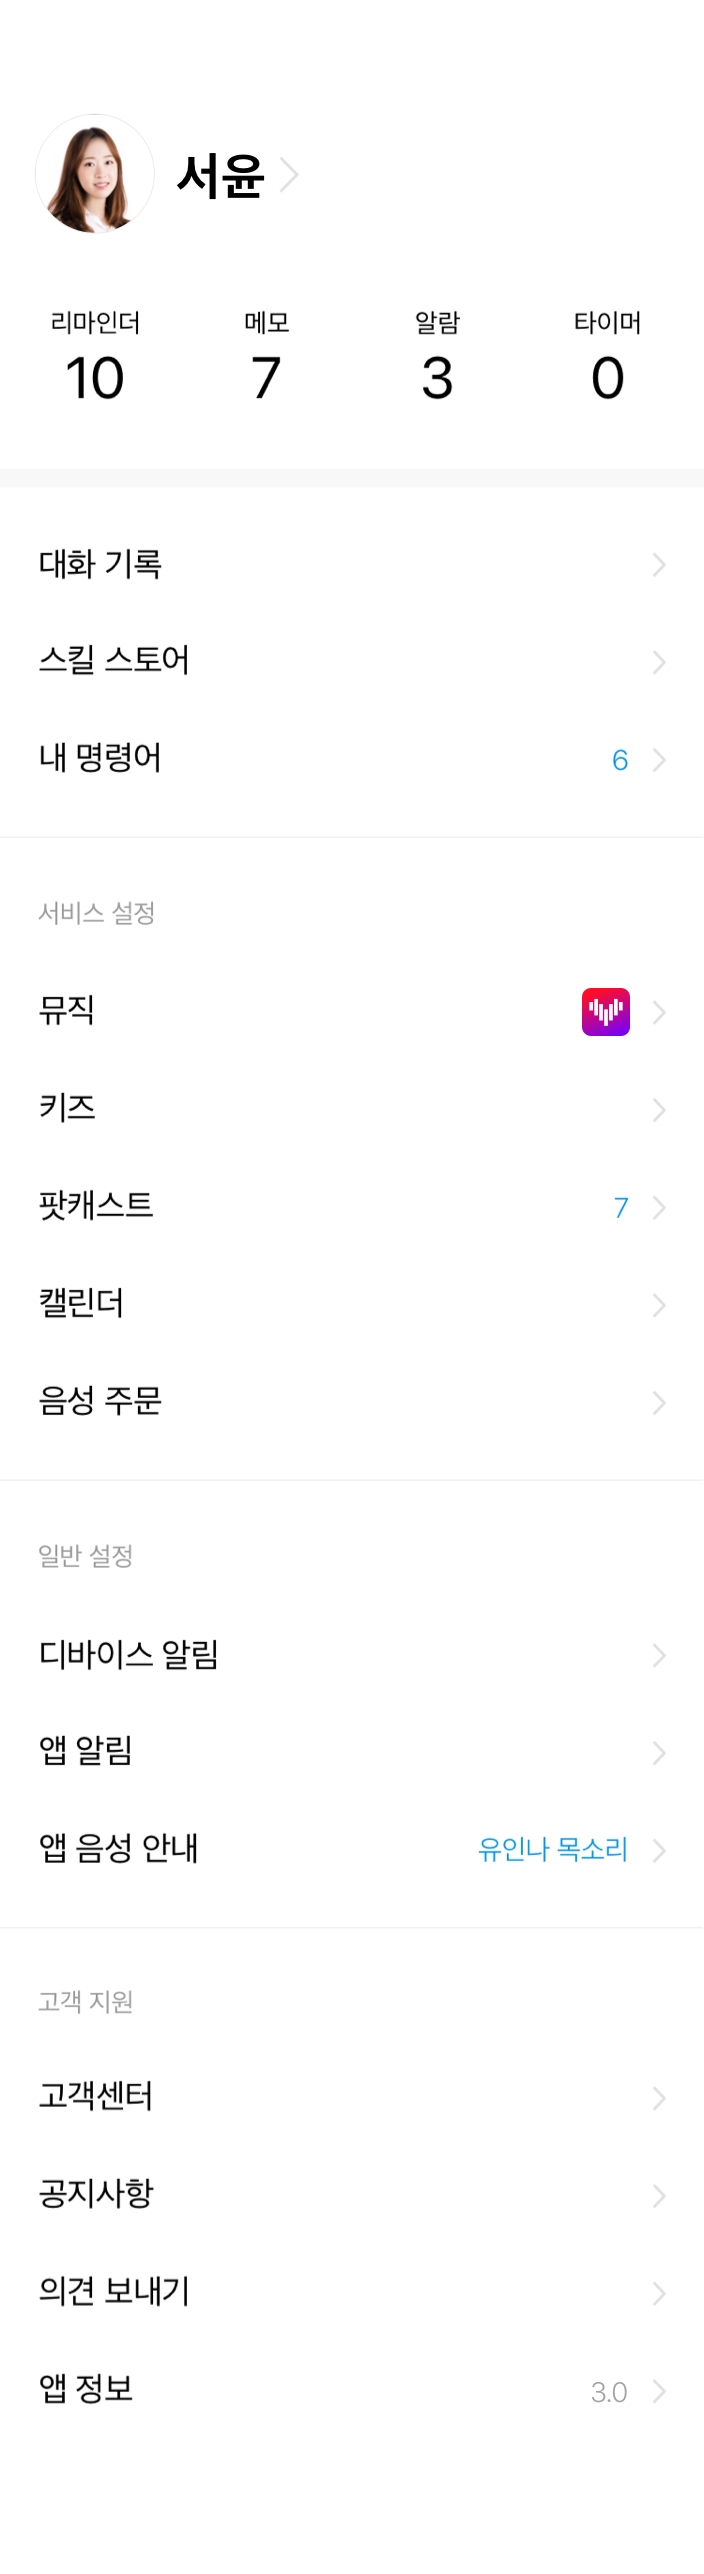 서윤
리마인더 메모 알람 타이머
10 7 3 0
대화 기록
스킬 스토어
내 명령어 6
서비스 설정
뮤직
키즈
팟캐스트 7
캘린더
음성 주문
일반 설정
디바이스 알림
앱 알림
앱 음성 안내 유인나 목소리
고객 지원
고객센터
공지사항
의견 보내기
앱 정보 3.0